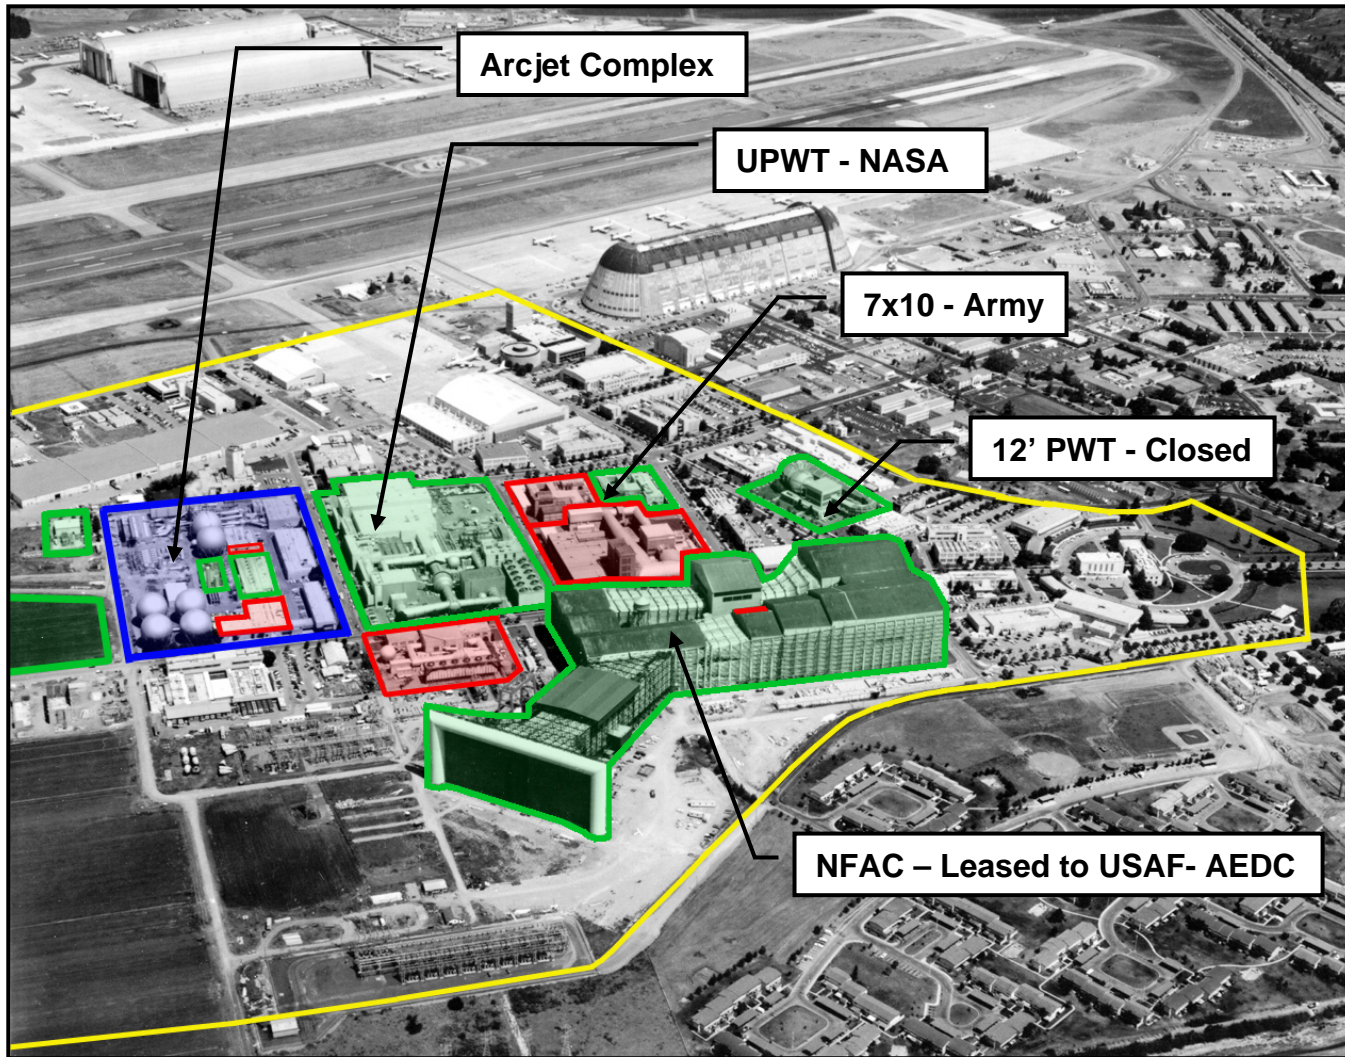 Arcjet Complex
UPWT - NASA
7x10 - Army
12’ PWT - Closed
NFAC – Leased to USAF- AEDC